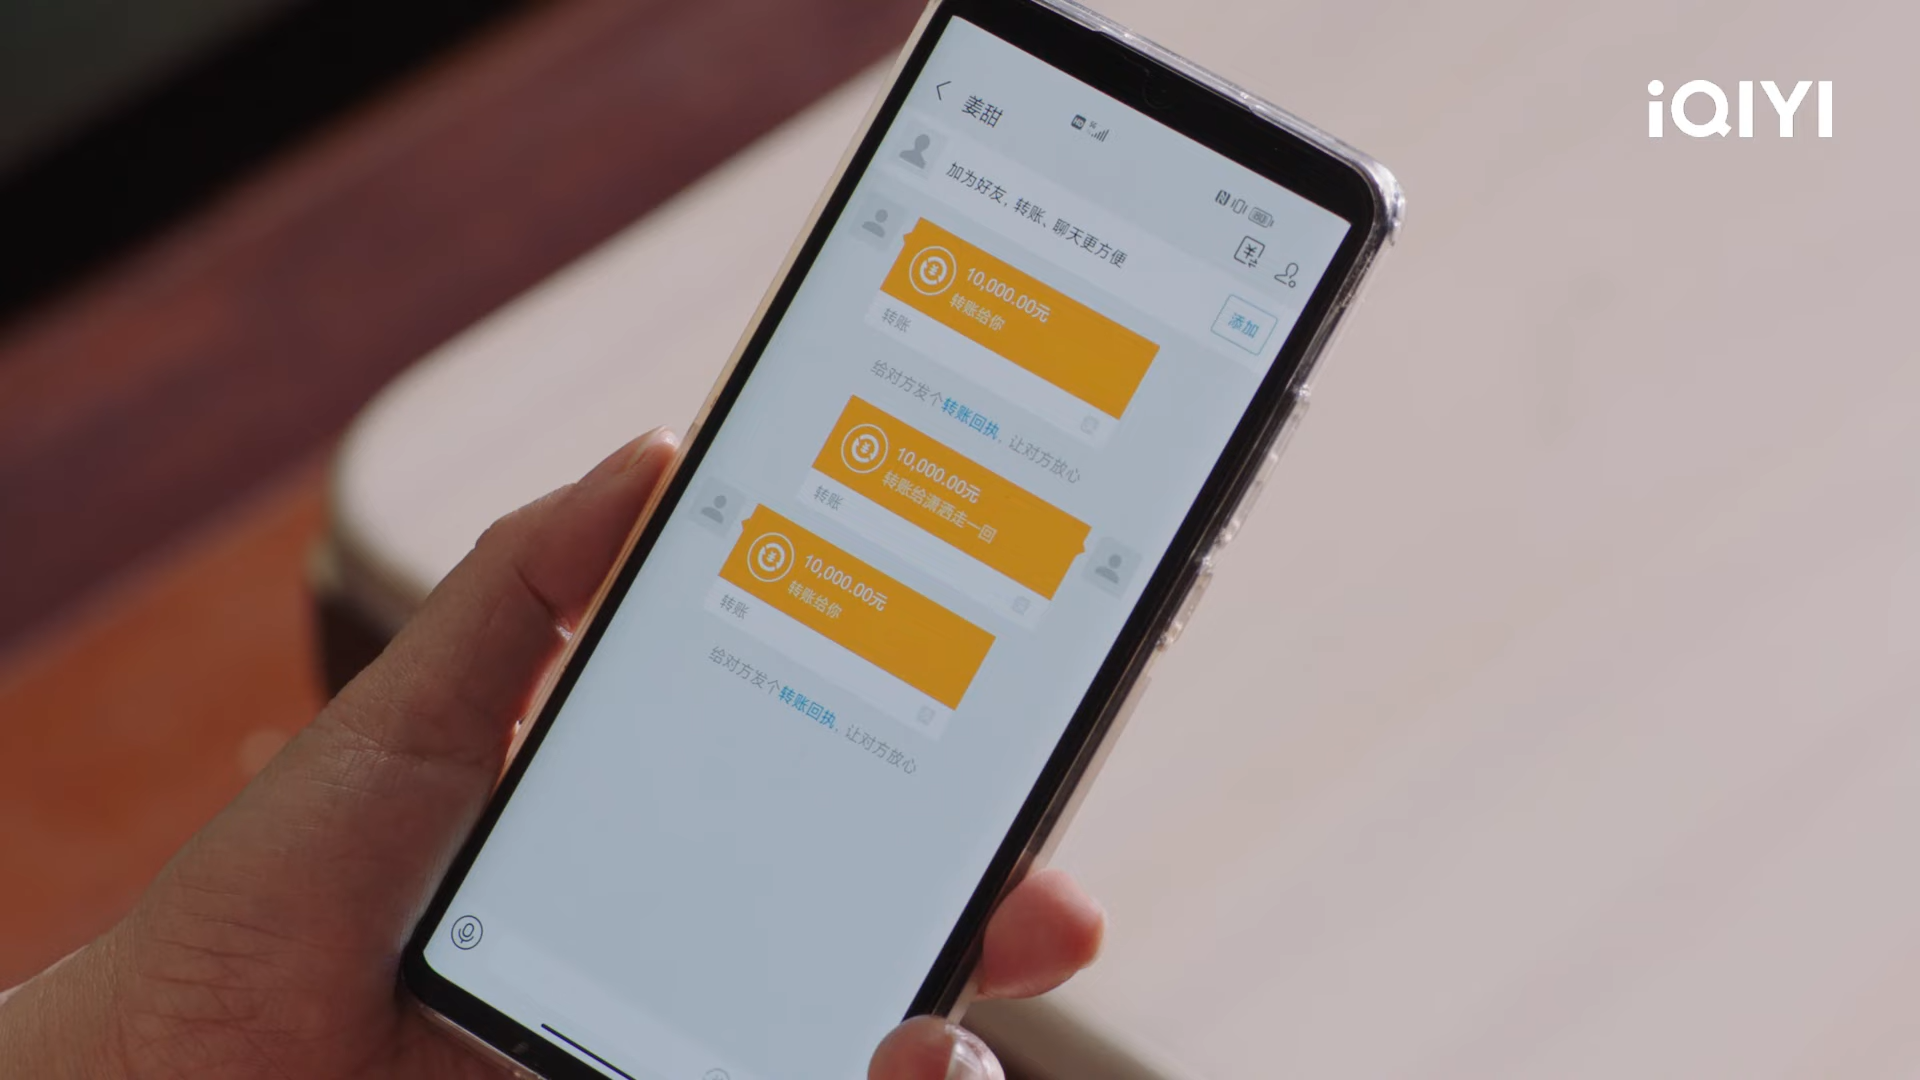 iQIYI
姜甜
加为好友，转账、聊天更方便
添加
10,000.00元
转账给你
转账
给对方发个转账回执，让对方放心
10,000.00元
转账给潇洒走一回
转账
10,000.00元
转账给你
转账
给对方发个转账回执，让对方放心